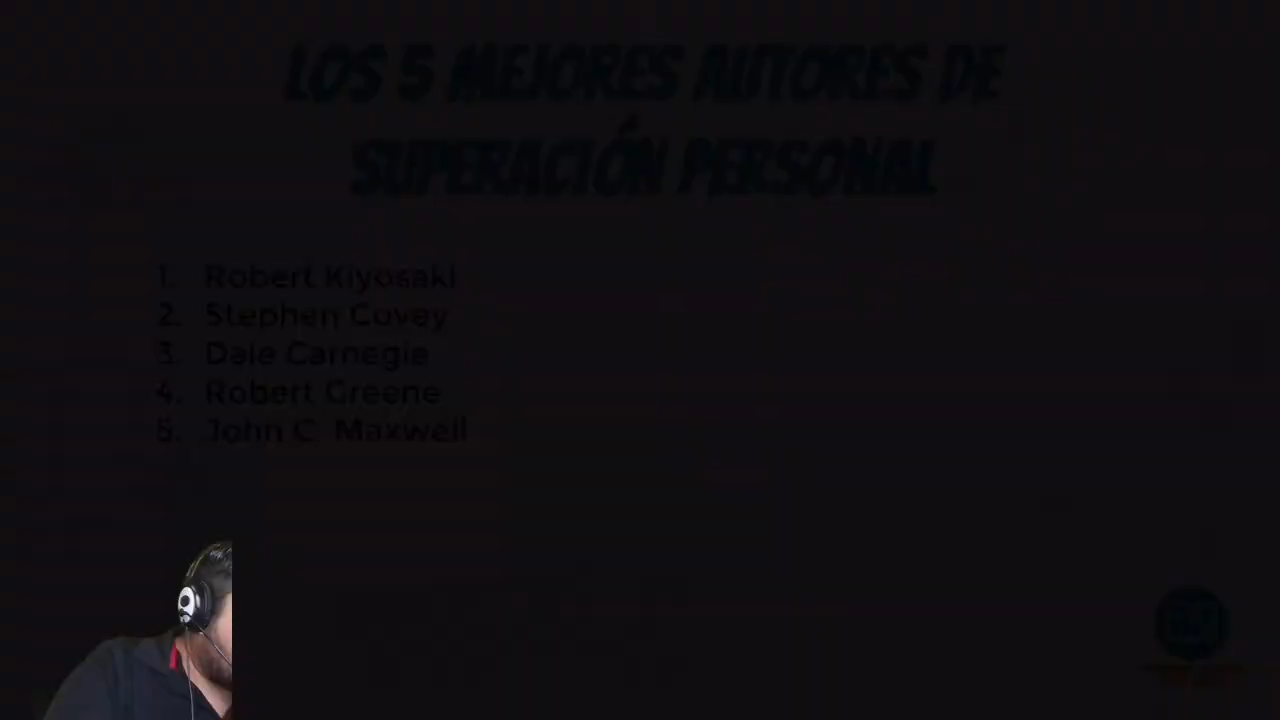 LOS 5 MEJORES AUTORES DE
SUPERACIÓN PERSONAL
1. Robert Kiyosaki
2. Stephen Covey
3. Dale Carnegie
4. Robert Greene
5. John C. Maxwell